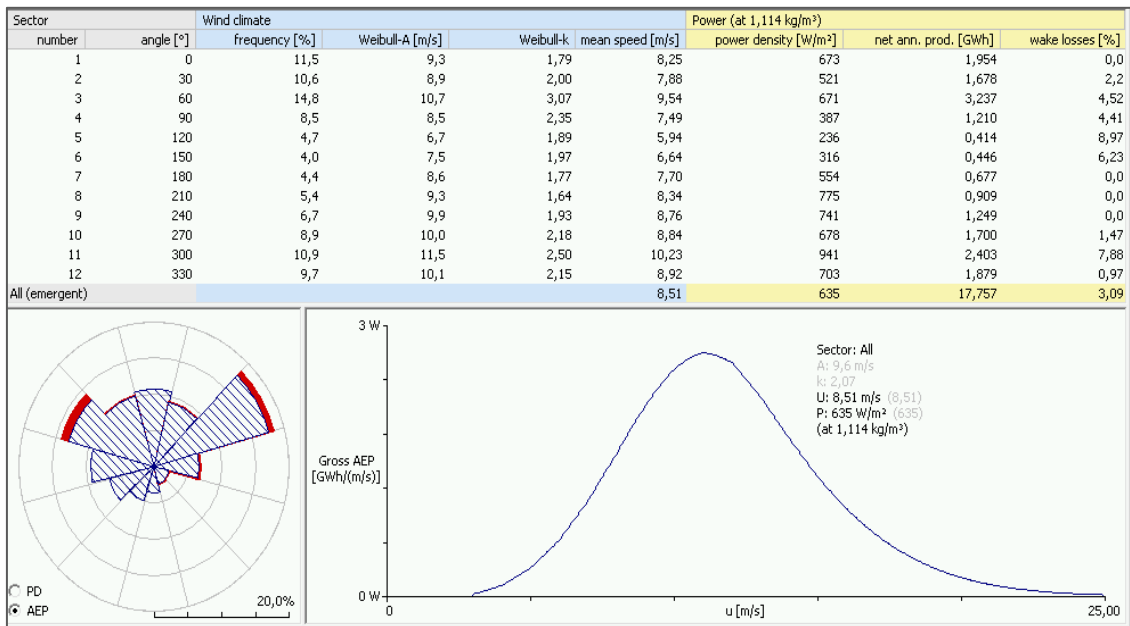 Sector Wind climate Power (at 1,114 kg/m³)
number angle [°] frequency [%] Weibull-A [m/s] Weibull-k mean speed [m/s] power density [W/m²] net ann. prod. [GWh] wake losses [%]
1 0 11,5 9,3 1,79 8,25 673 1,954 0,0
2 30 10,6 8,9 2,00 7,88 521 1,678 2,2
3 60 14,8 10,7 3,07 9,54 671 3,237 4,52
4 90 8,5 8,5 2,35 7,49 387 1,210 4,41
5 120 4,7 6,7 1,89 5,94 236 0,414 8,97
6 150 4,0 7,5 1,97 6,64 316 0,446 6,23
7 180 4,4 8,6 1,77 7,70 554 0,677 0,0
8 210 5,4 9,3 1,64 8,34 775 0,909 0,0
9 240 6,7 9,9 1,93 8,76 741 1,249 0,0
10 270 8,9 10,0 2,18 8,84 678 1,700 1,47
11 300 10,9 11,5 2,50 10,23 941 2,403 7,88
12 330 9,7 10,1 2,15 8,92 703 1,879 0,97
All (emergent) 8,51 635 17,757 3,09
PD
AEP
20,0%
3 W
Gross AEP
[GWh/(m/s)]
0 W
0
u [m/s]
25,00
Sector: All
A: 9,6 m/s
k: 2,07
U: 8,51 m/s (8,51)
P: 635 W/m² (635)
(at 1,114 kg/m³)